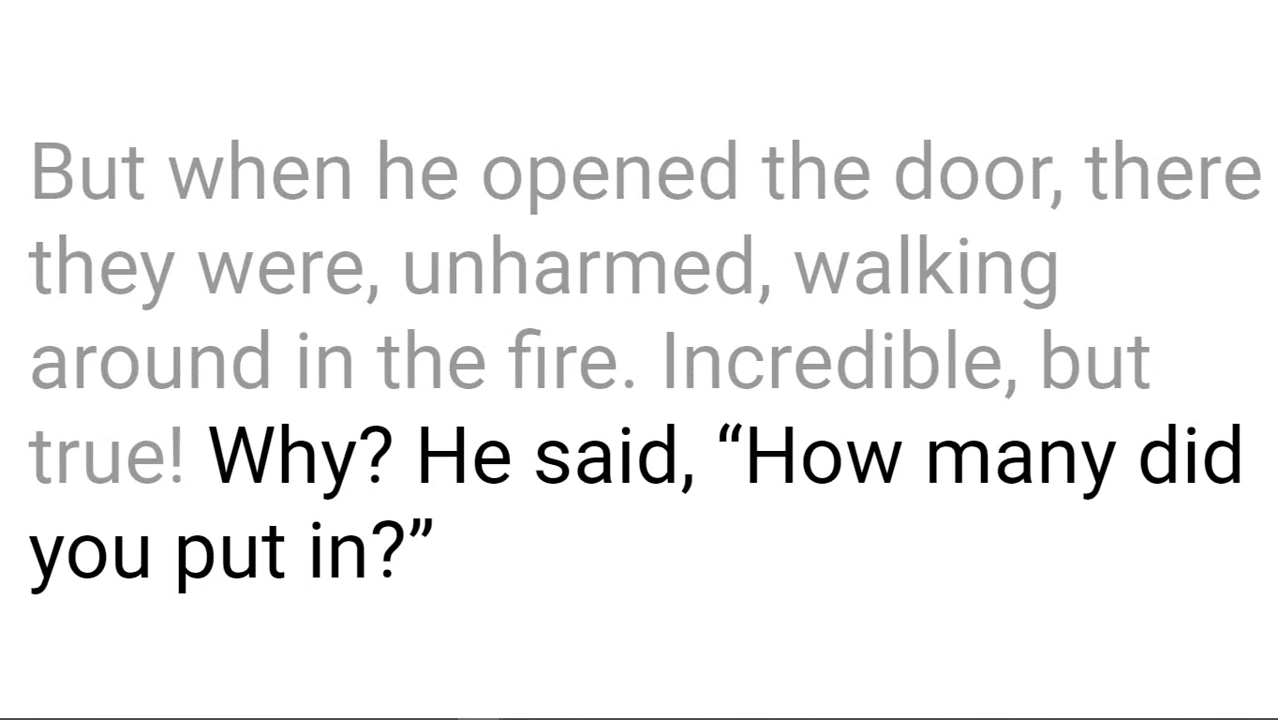 But when he opened the door, there
they were, unharmed, walking
around in the fire. Incredible, but
true! Why? He said, “How many did
you put in?”